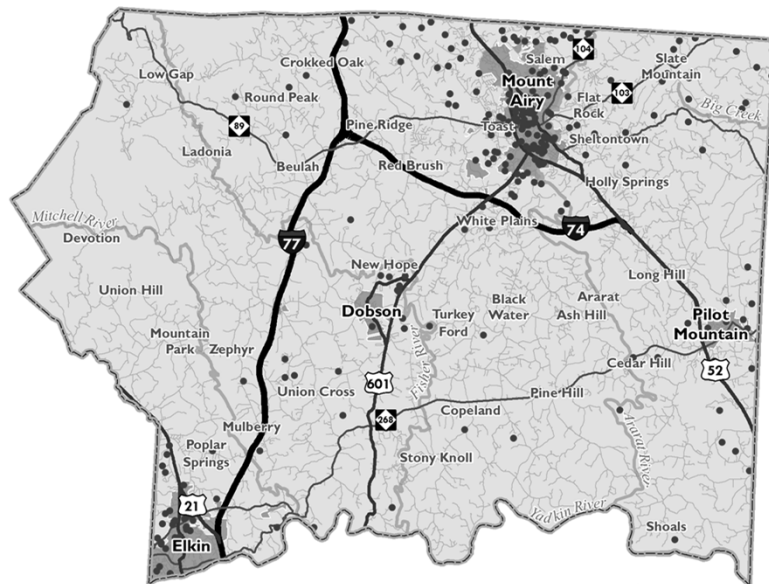 104
Low Gap
Crokked Oak
Salem
Slate
Mountain
Mount
Airy
Round Peak
Flat
Rock
103
Big Creek
89
Pine Ridge
Toast
Sheltontown
Ladonia
Beulah
Red Brush
Holly Springs
Mitchell River
Devotion
White Plains
74
77
New Hope
Long Hill
Union Hill
Dobson
Turkey
Ford
Black
Water
Ararat
Ash Hill
Pilot
Mountain
Mountain
Park
Zephyr
Fisher River
Cedar Hill
52
Union Cross
601
Pine Hill
Copeland
268
Mulberry
Poplar
Springs
Stony Knoll
Ararat River
21
Yadkin River
Shoals
Elkin